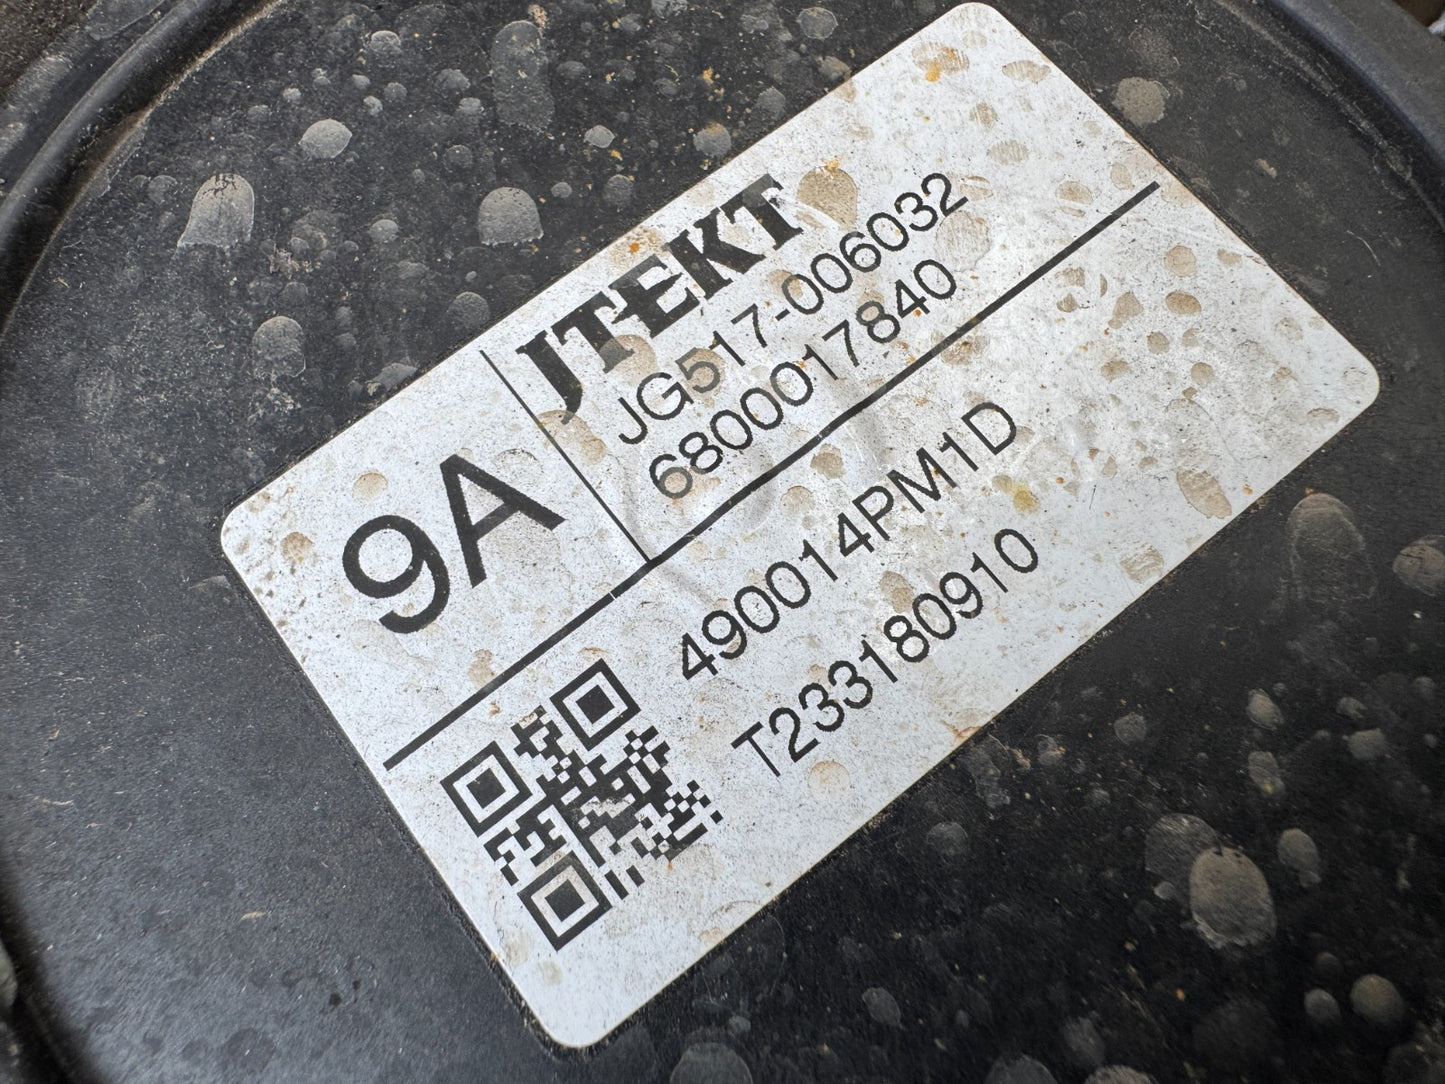 JTEKT
JG517-006032
6800017840
9A
490014PM1D
T233180910